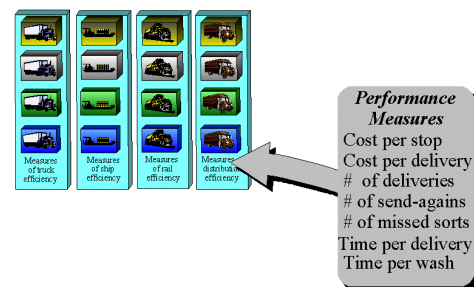 Measures
of truck
efficiency
Measures
of ship
efficiency
Measures
of rail
efficiency
Measures
distribution
efficiency
Performance
Measures
Cost per stop
Cost per delivery
# of deliveries
# of send-agains
# of missed sorts
Time per delivery
Time per wash